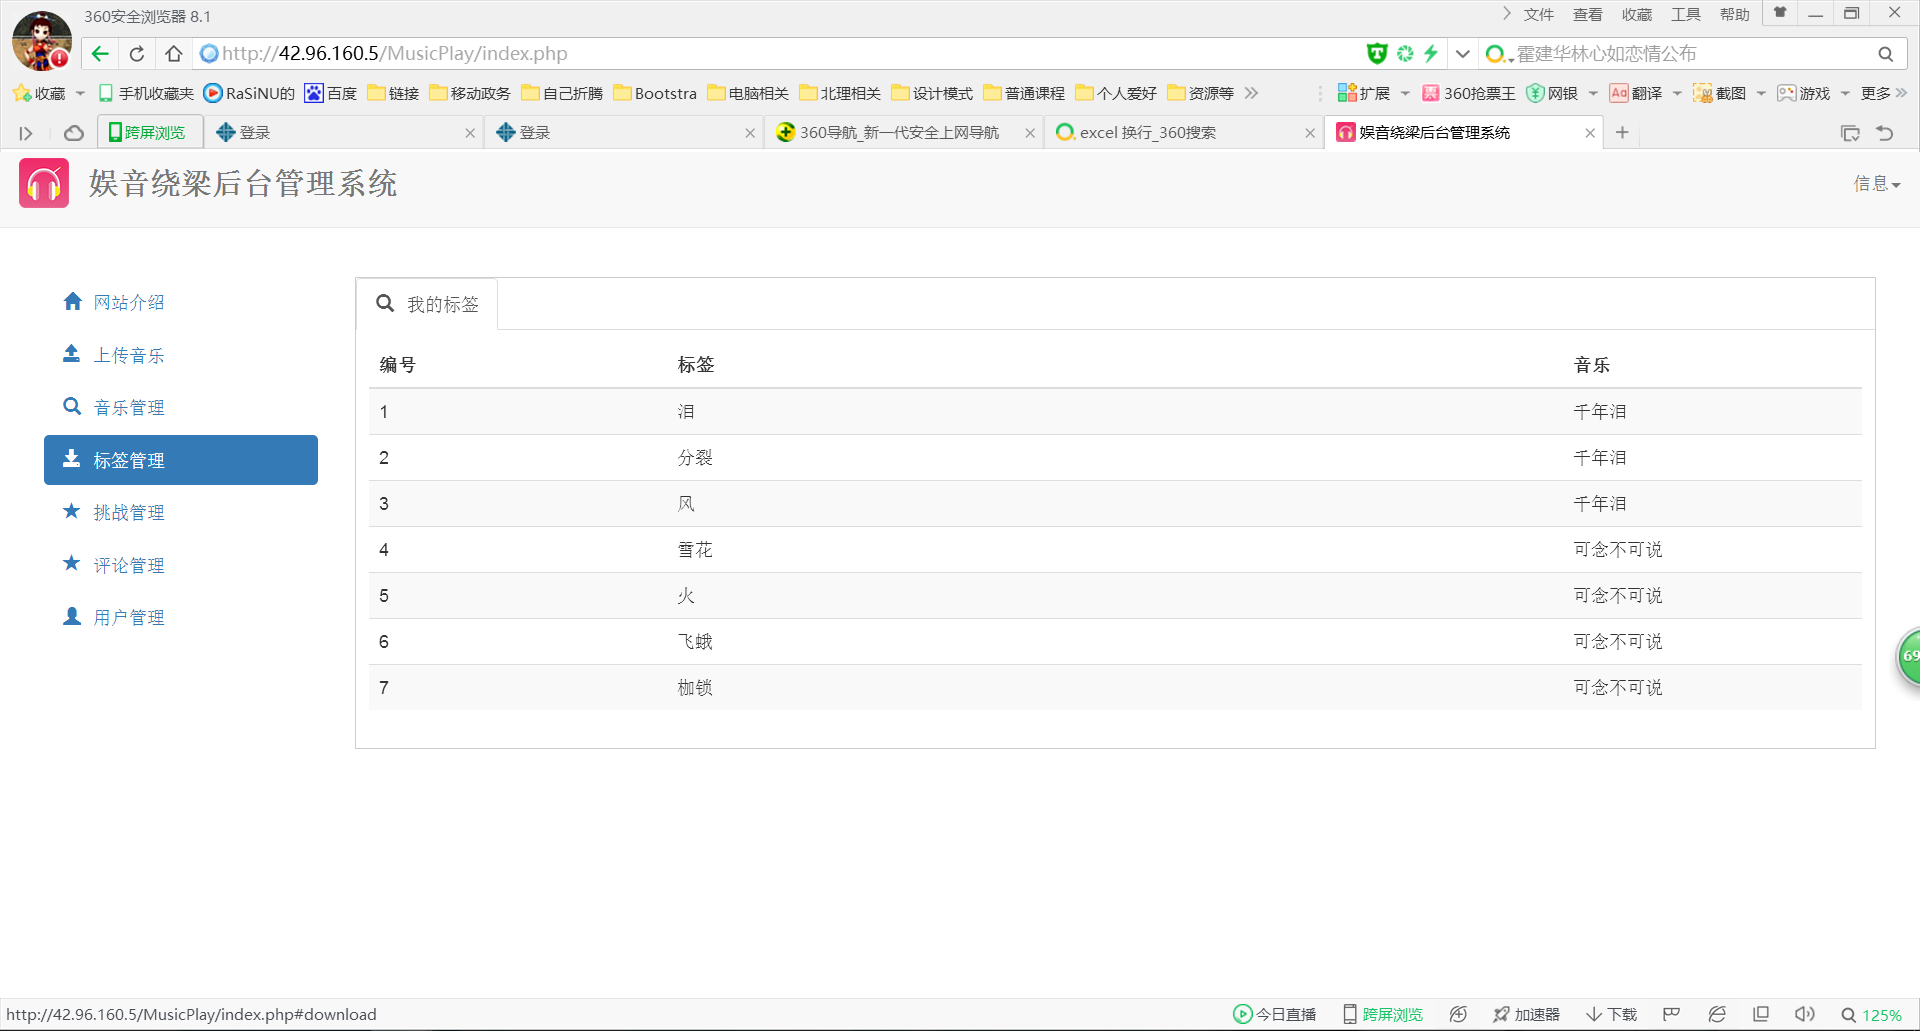 360安全浏览器 8.1
文件 查看 收藏 工具 帮助
http://42.96.160.5/MusicPlay/index.php
霍建华林心如恋情公布
收藏 手机收藏夹 RaSiNU的 百度 链接 移动政务 自己折腾 Bootstra 电脑相关 北理相关 设计模式 普通课程 个人爱好 资源等 扩展 360抢票王 网银 翻译 截图 游戏 更多
跨屏浏览 登录 登录 360导航_新一代安全上网导航 excel 换行_360搜索 娱音绕梁后台管理系统
娱音绕梁后台管理系统
信息
网站介绍
上传音乐
音乐管理
标签管理
挑战管理
评论管理
用户管理
我的标签
编号 标签 音乐
1 泪 千年泪
2 分裂 千年泪
3 风 千年泪
4 雪花 可念不可说
5 火 可念不可说
6 飞蛾 可念不可说
7 枷锁 可念不可说
69
http://42.96.160.5/MusicPlay/index.php#download
今日直播 跨屏浏览 加速器 下载 125%